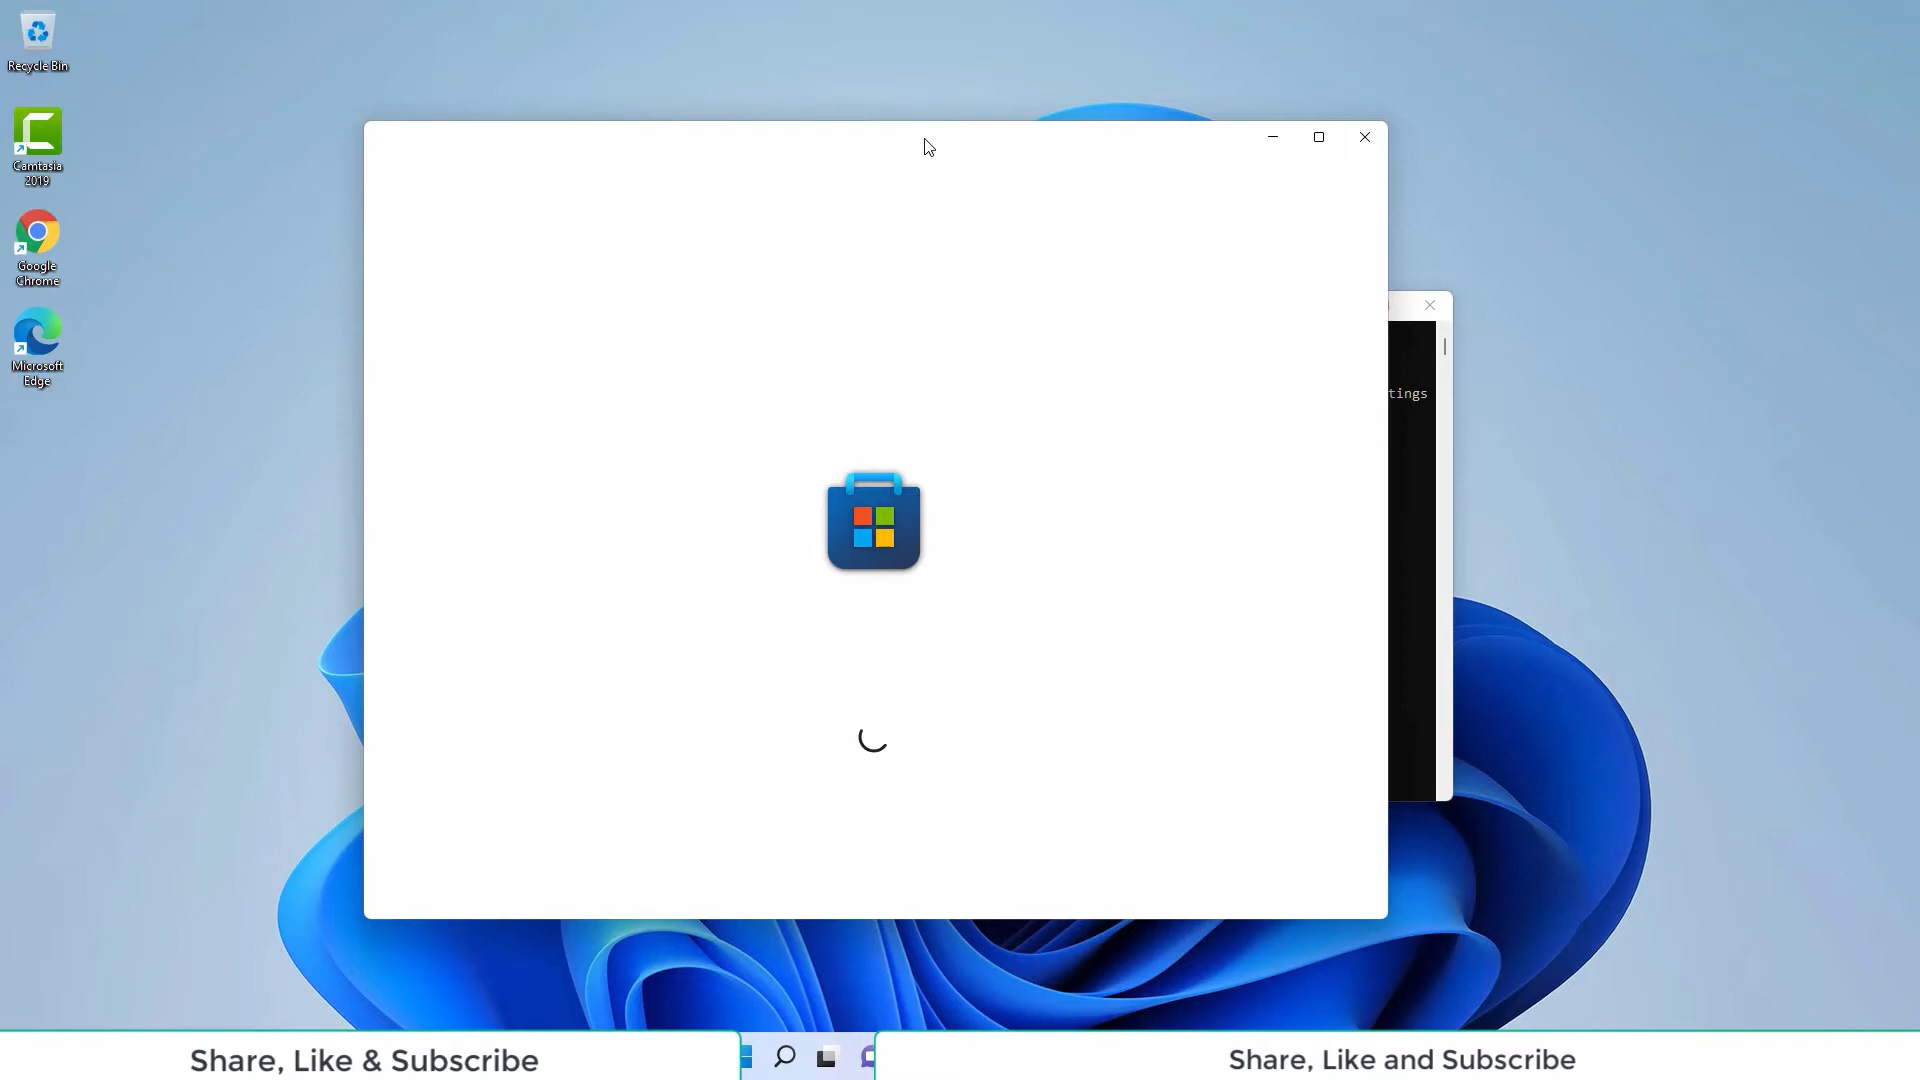 Recycle Bin
Camtasia
2019
Google
Chrome
Microsoft
Edge
tings
Share, Like & Subscribe
Share, Like and Subscribe